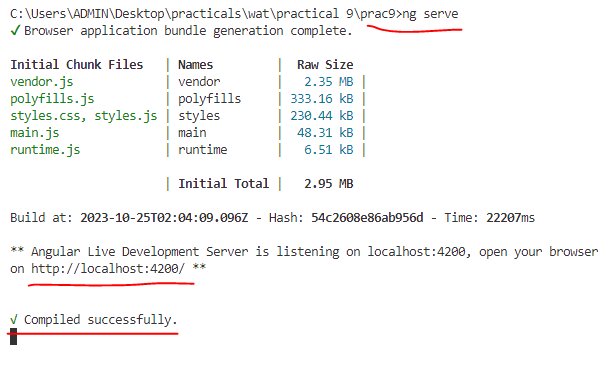 C:\Users\ADMIN\Desktop\practicals\wat\practical 9\prac9>ng serve
✓ Browser application bundle generation complete.
Initial Chunk Files | Names | Raw Size
vendor.js | vendor | 2.35 MB |
polyfills.js | polyfills | 333.16 kB |
styles.css, styles.js | styles | 230.44 kB |
main.js | main | 48.31 kB |
runtime.js | runtime | 6.51 kB |
| Initial Total | 2.95 MB
Build at: 2023-10-25T02:04:09.096Z - Hash: 54c2608e86ab956d - Time: 22207ms
** Angular Live Development Server is listening on localhost:4200, open your browser
on http://localhost:4200/ **
√ Compiled successfully.